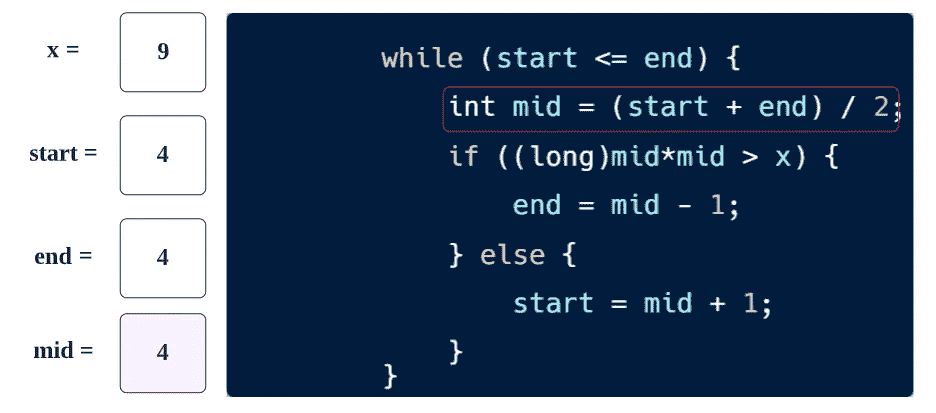 x = 9
start = 4
end = 4
mid = 4
while (start <= end) {
int mid = (start + end) / 2;
if ((long)mid*mid > x) {
end = mid - 1;
} else {
start = mid + 1;
}
}